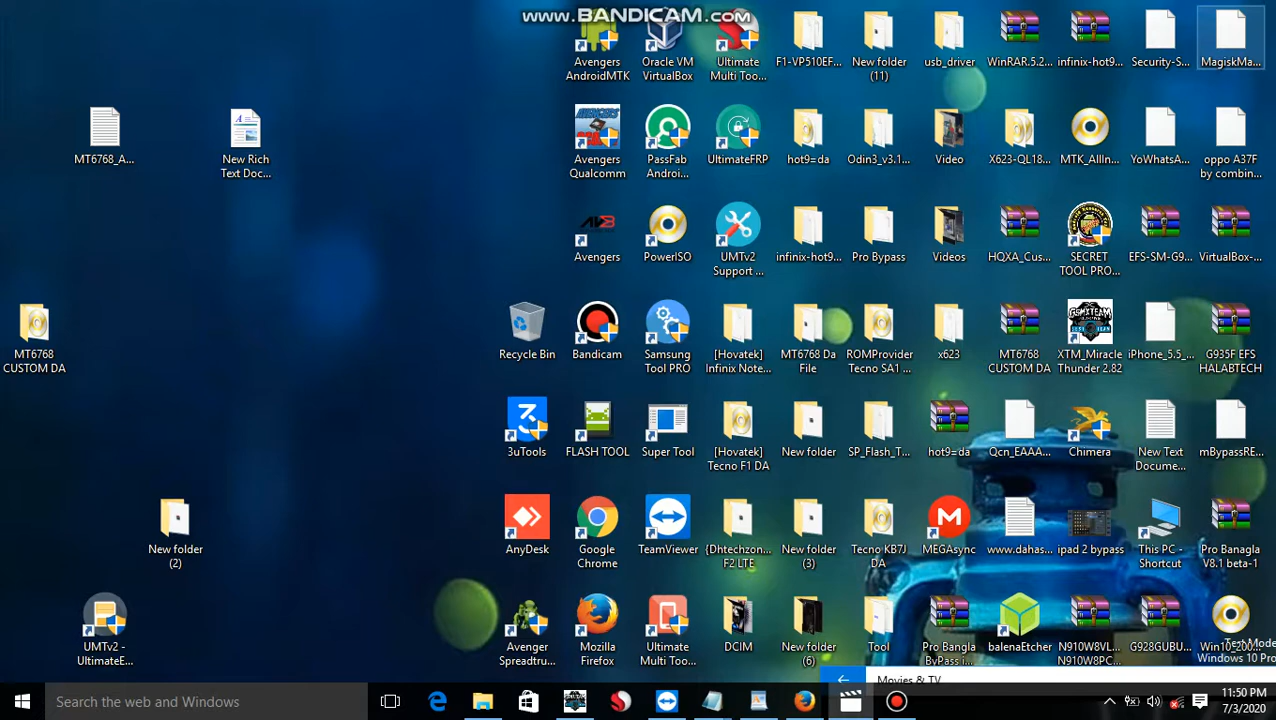 www.BANDICAM.com
Avengers
AndroidMTK
Oracle VM
VirtualBox
Ultimate
Multi Too...
F1-VP510EF...
New folder
(11)
usb_driver
WinRAR.5.2...
infinix-hot9...
Security-S...
MagiskMa...
MT6768_A...
New Rich
Text Doc...
Avengers
Qualcomm
PassFab
Androi...
UltimateFRP
hot9=da
Odin3_v3.1...
Video
X623-QL18...
MTK_AllIn...
YoWhatsA...
oppo A37F
by combin...
Avengers
PowerISO
UMTv2
Support ...
infinix-hot9...
Pro Bypass
Videos
HQXA_Cus...
SECRET
TOOL PRO...
EFS-SM-G9...
VirtualBox-...
MT6768
CUSTOM DA
Recycle Bin
Bandicam
Samsung
Tool PRO
[Hovatek]
Infinix Note...
MT6768 Da
File
ROMProvider
Tecno SA1 ...
x623
MT6768
CUSTOM DA
XTM_Miracle
Thunder 2.82
iPhone_5.5_...
G935F EFS
HALABTECH
3uTools
FLASH TOOL
Super Tool
[Hovatek]
Tecno F1 DA
New folder
SP_Flash_T...
hot9=da
Qcn_EAAA...
Chimera
New Text
Docume...
mBypassRE...
New folder
(2)
AnyDesk
Google
Chrome
TeamViewer
{Dhtechzon...
F2 LTE
New folder
(3)
Tecno KB7J
DA
MEGAsync
www.dahas...
ipad 2 bypass
This PC -
Shortcut
Pro Banagla
V8.1 beta-1
UMTv2 -
UltimateE...
Avenger
Spreadtru...
Mozilla
Firefox
Ultimate
Multi Too...
DCIM
New folder
(6)
Tool
Pro Bangla
ByPass i...
balenaEtcher
N910W8VL...
N910W8PC...
G928GUBU...
Win10_200...
Test Mode
Windows 10 Pro
Movies & TV
Search the web and Windows
11:50 PM
7/3/2020